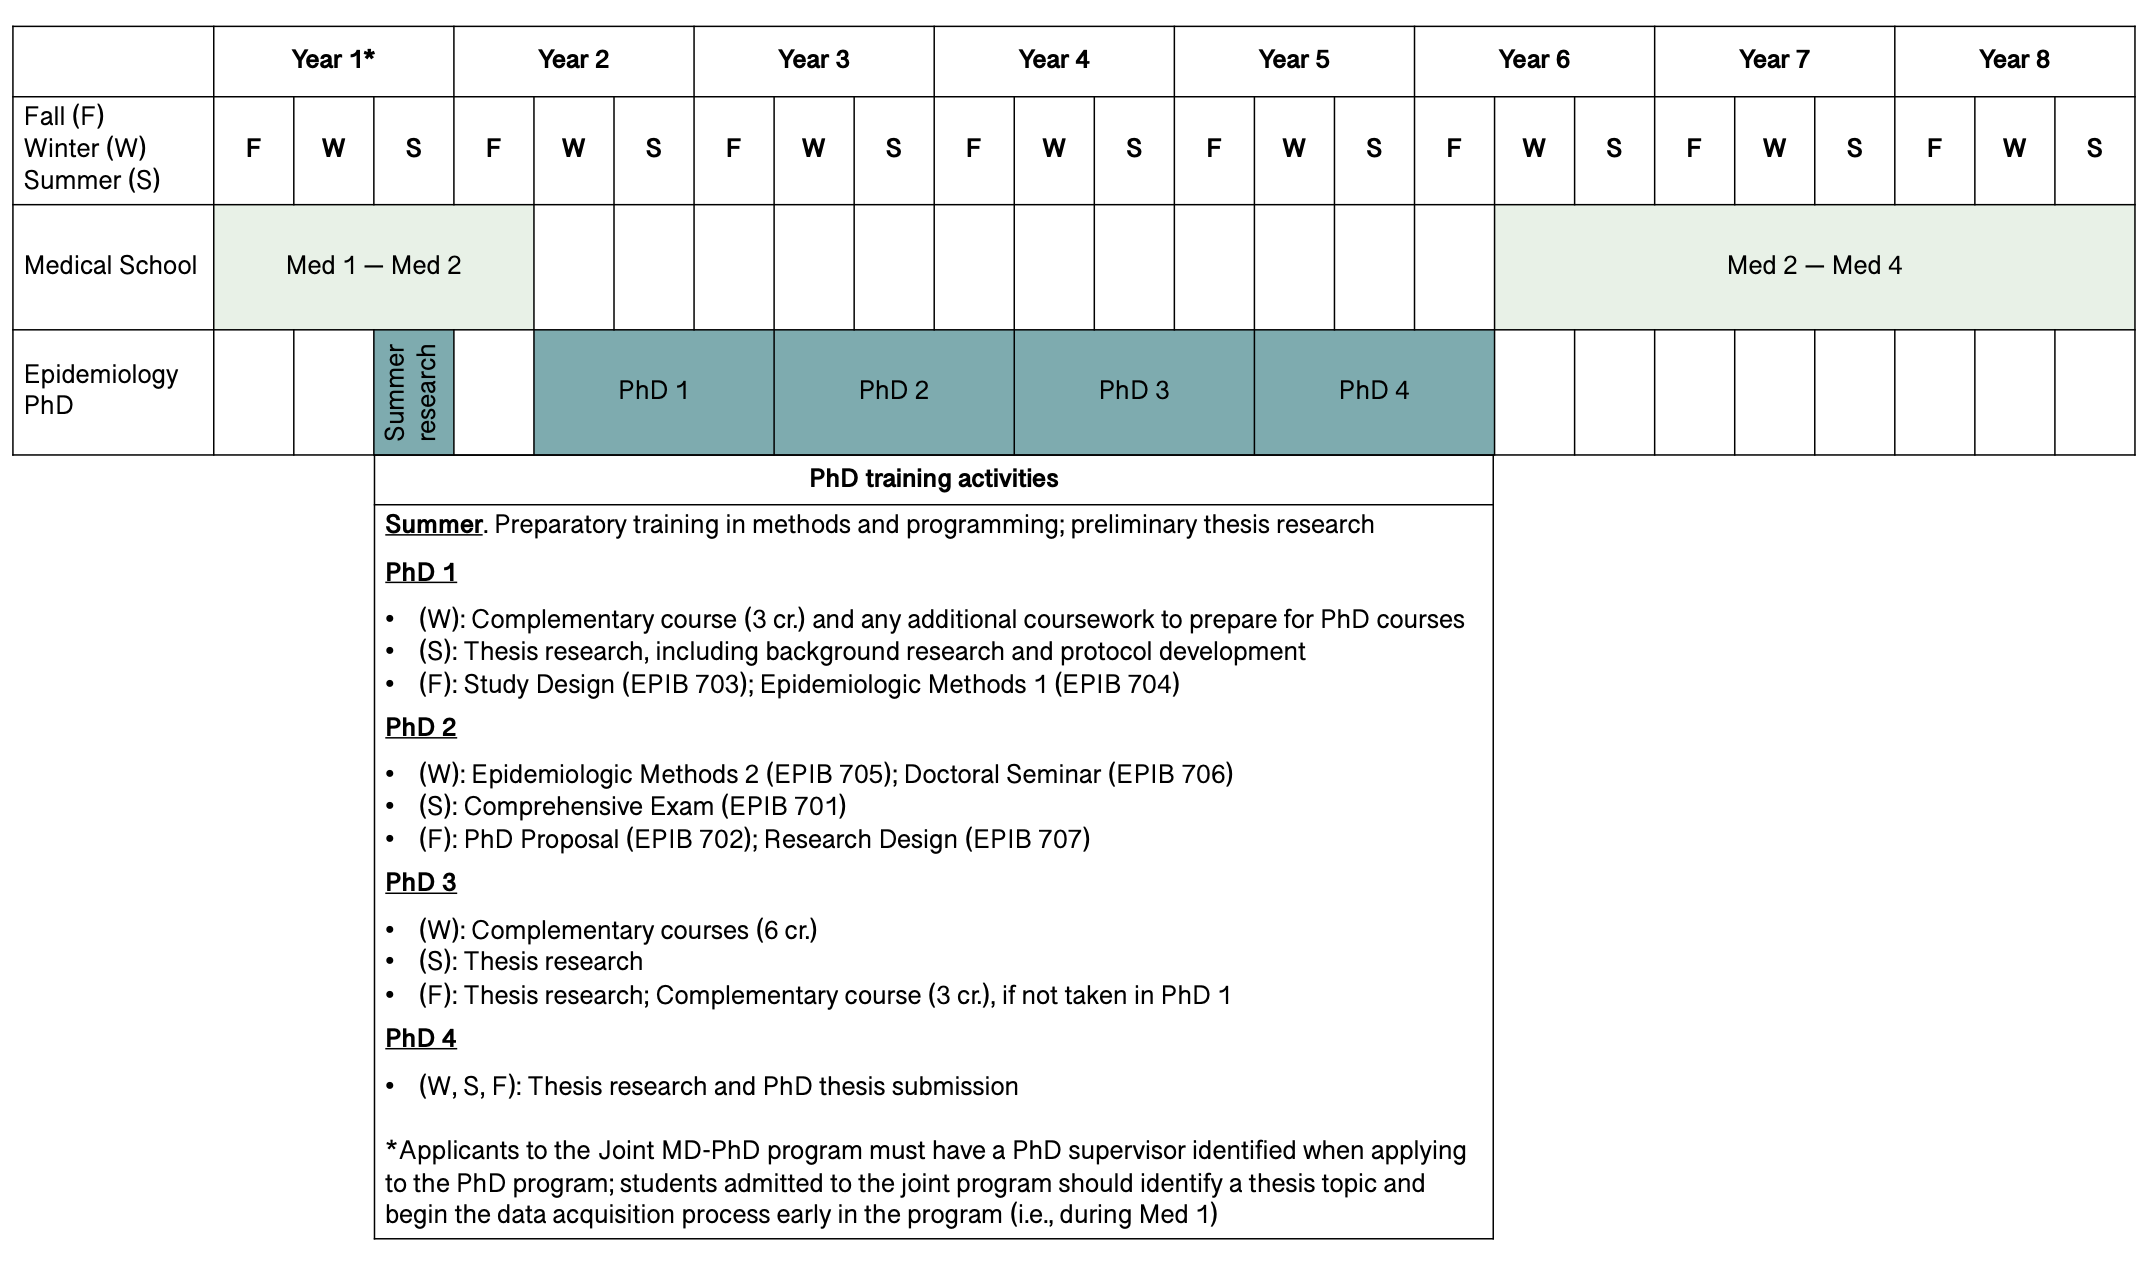 Year 1* Year 2 Year 3 Year 4 Year 5 Year 6 Year 7 Year 8
Fall (F)
Winter (W)
Summer (S)
F W S F W S F W S F W S F W S F W S F W S F W S
Medical School Med 1 — Med 2 Med 2 — Med 4
Epidemiology
PhD
Summer
research
PhD 1 PhD 2 PhD 3 PhD 4
PhD training activities
Summer. Preparatory training in methods and programming; preliminary thesis research
PhD 1
• (W): Complementary course (3 cr.) and any additional coursework to prepare for PhD courses
• (S): Thesis research, including background research and protocol development
• (F): Study Design (EPIB 703); Epidemiologic Methods 1 (EPIB 704)
PhD 2
• (W): Epidemiologic Methods 2 (EPIB 705); Doctoral Seminar (EPIB 706)
• (S): Comprehensive Exam (EPIB 701)
• (F): PhD Proposal (EPIB 702); Research Design (EPIB 707)
PhD 3
• (W): Complementary courses (6 cr.)
• (S): Thesis research
• (F): Thesis research; Complementary course (3 cr.), if not taken in PhD 1
PhD 4
• (W, S, F): Thesis research and PhD thesis submission
*Applicants to the Joint MD-PhD program must have a PhD supervisor identified when applying
to the PhD program; students admitted to the joint program should identify a thesis topic and
begin the data acquisition process early in the program (i.e., during Med 1)